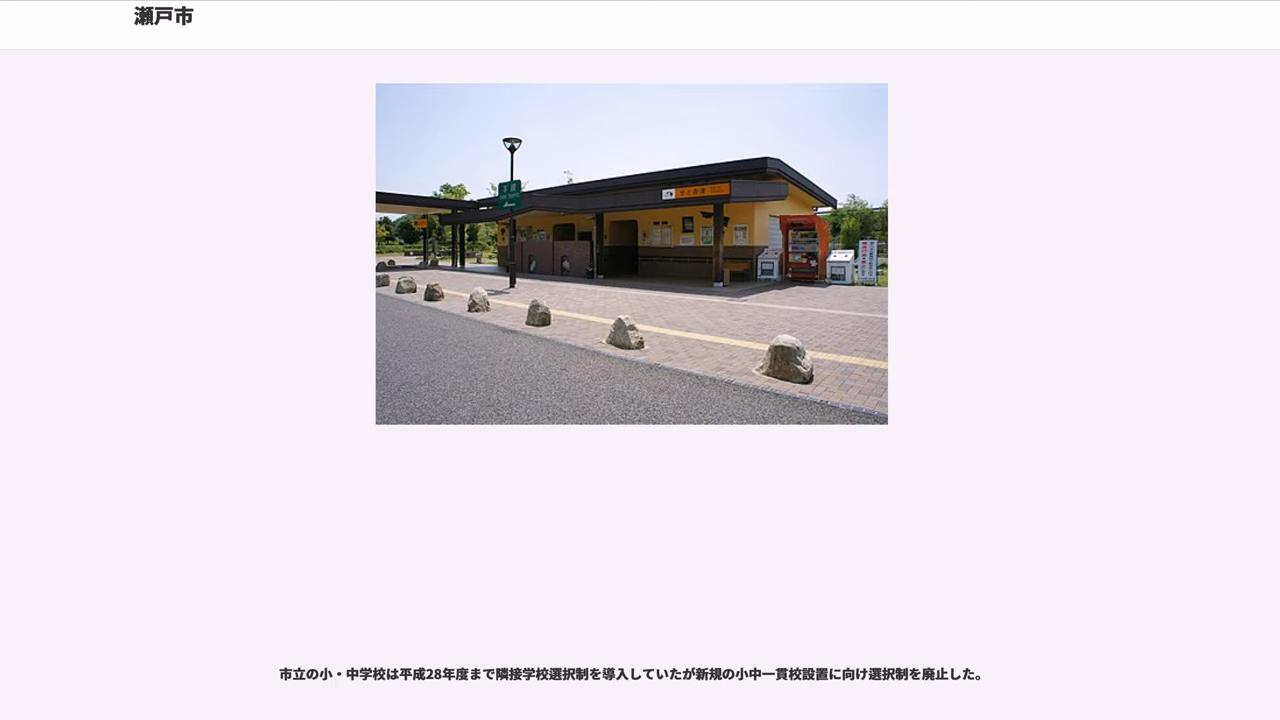 瀬戸市
市立の小・中学校は平成28年度まで隣接学校選択制を導入していたが新規の小中一貫校設置に向け選択制を廃止した。